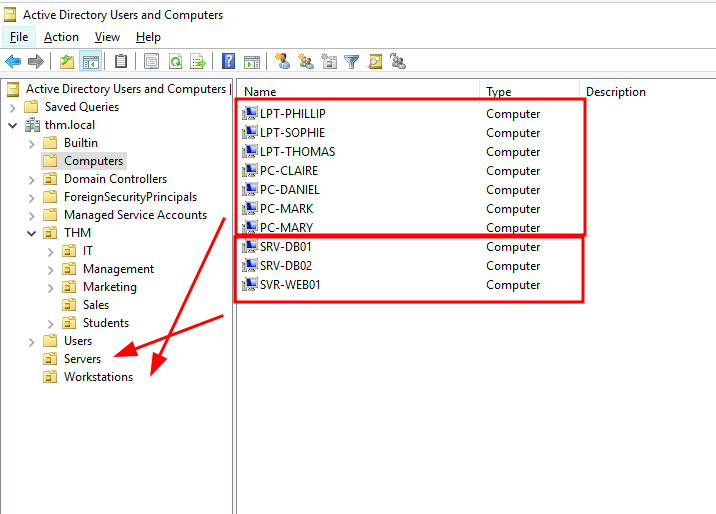 Active Directory Users and Computers
File Action View Help
Active Directory Users and Computers
Saved Queries
thm.local
Builtin
Computers
Domain Controllers
ForeignSecurityPrincipals
Managed Service Accounts
THM
IT
Management
Marketing
Sales
Students
Users
Servers
Workstations
Name Type Description
LPT-PHILLIP Computer
LPT-SOPHIE Computer
LPT-THOMAS Computer
PC-CLAIRE Computer
PC-DANIEL Computer
PC-MARK Computer
PC-MARY Computer
SRV-DB01 Computer
SRV-DB02 Computer
SVR-WEB01 Computer